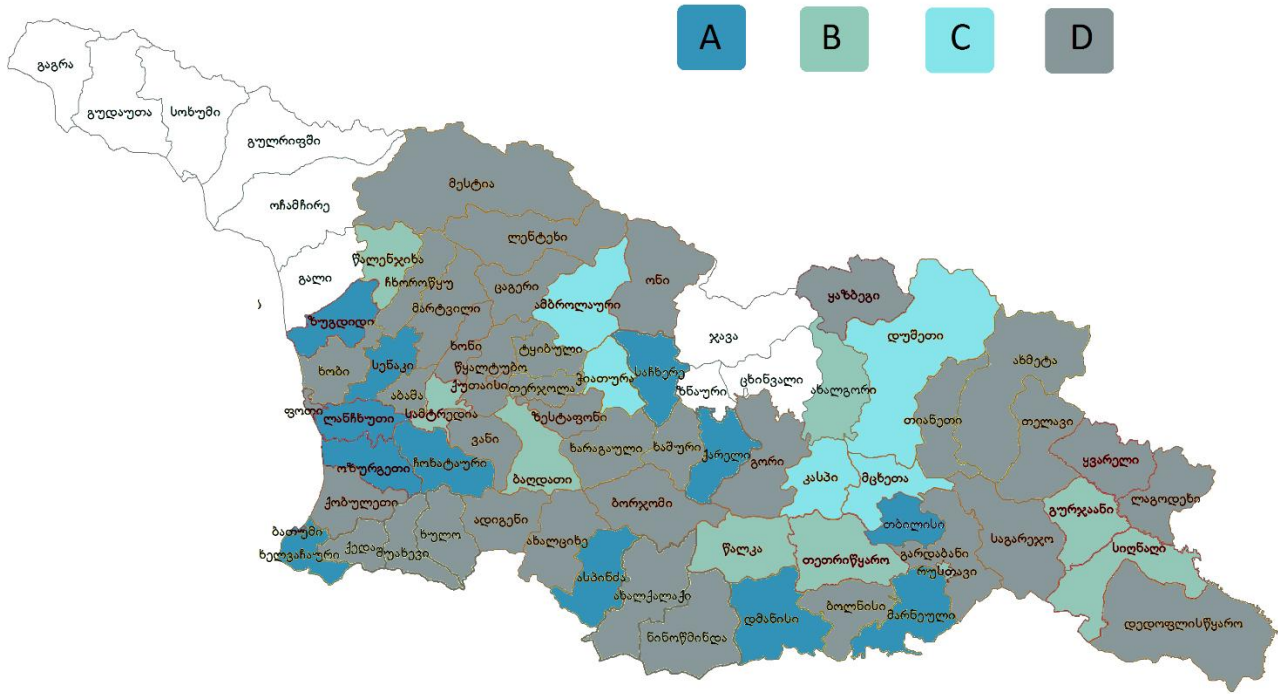 A B C D
გაგრა
გუდაუთა
სოხუმი
გულრიფში
ოჩამჩირე
გალი
მესტია
ლენტეხი
წალენჯიხა
ჩხოროწყუ
ცაგერი
ამბროლაური
ონი
ყაზბეგი
ჯავა
დუშეთი
ახმეტა
მარტვილი
ზუგდიდი
ხობი
სენაკი
ხონი
ტყიბული
წყალტუბო
ჭიათურა
საჩხერე
ზნაური
ცხინვალი
ახალგორი
თიანეთი
თელავი
აბაშა
ქუთაისი
თერჯოლა
ფოთი
ლანჩხუთი
სამტრედია
ზესტაფონი
ვანი
ხარაგაული
ხაშური
ქარელი
გორი
კასპი
მცხეთა
ყვარელი
ლაგოდეხი
ოზურგეთი
ჩოხატაური
ბაღდათი
ქობულეთი
ბორჯომი
თბილისი
საგარეჯო
გურჯაანი
ბათუმი
ხელვაჩაური
ქედა
შუახევი
ხულო
ადიგენი
ახალციხე
წალკა
თეთრიწყარო
გარდაბანი
რუსთავი
სიღნაღი
ასპინძა
ახალქალაქი
ნინოწმინდა
დმანისი
ბოლნისი
მარნეული
დედოფლისწყარო